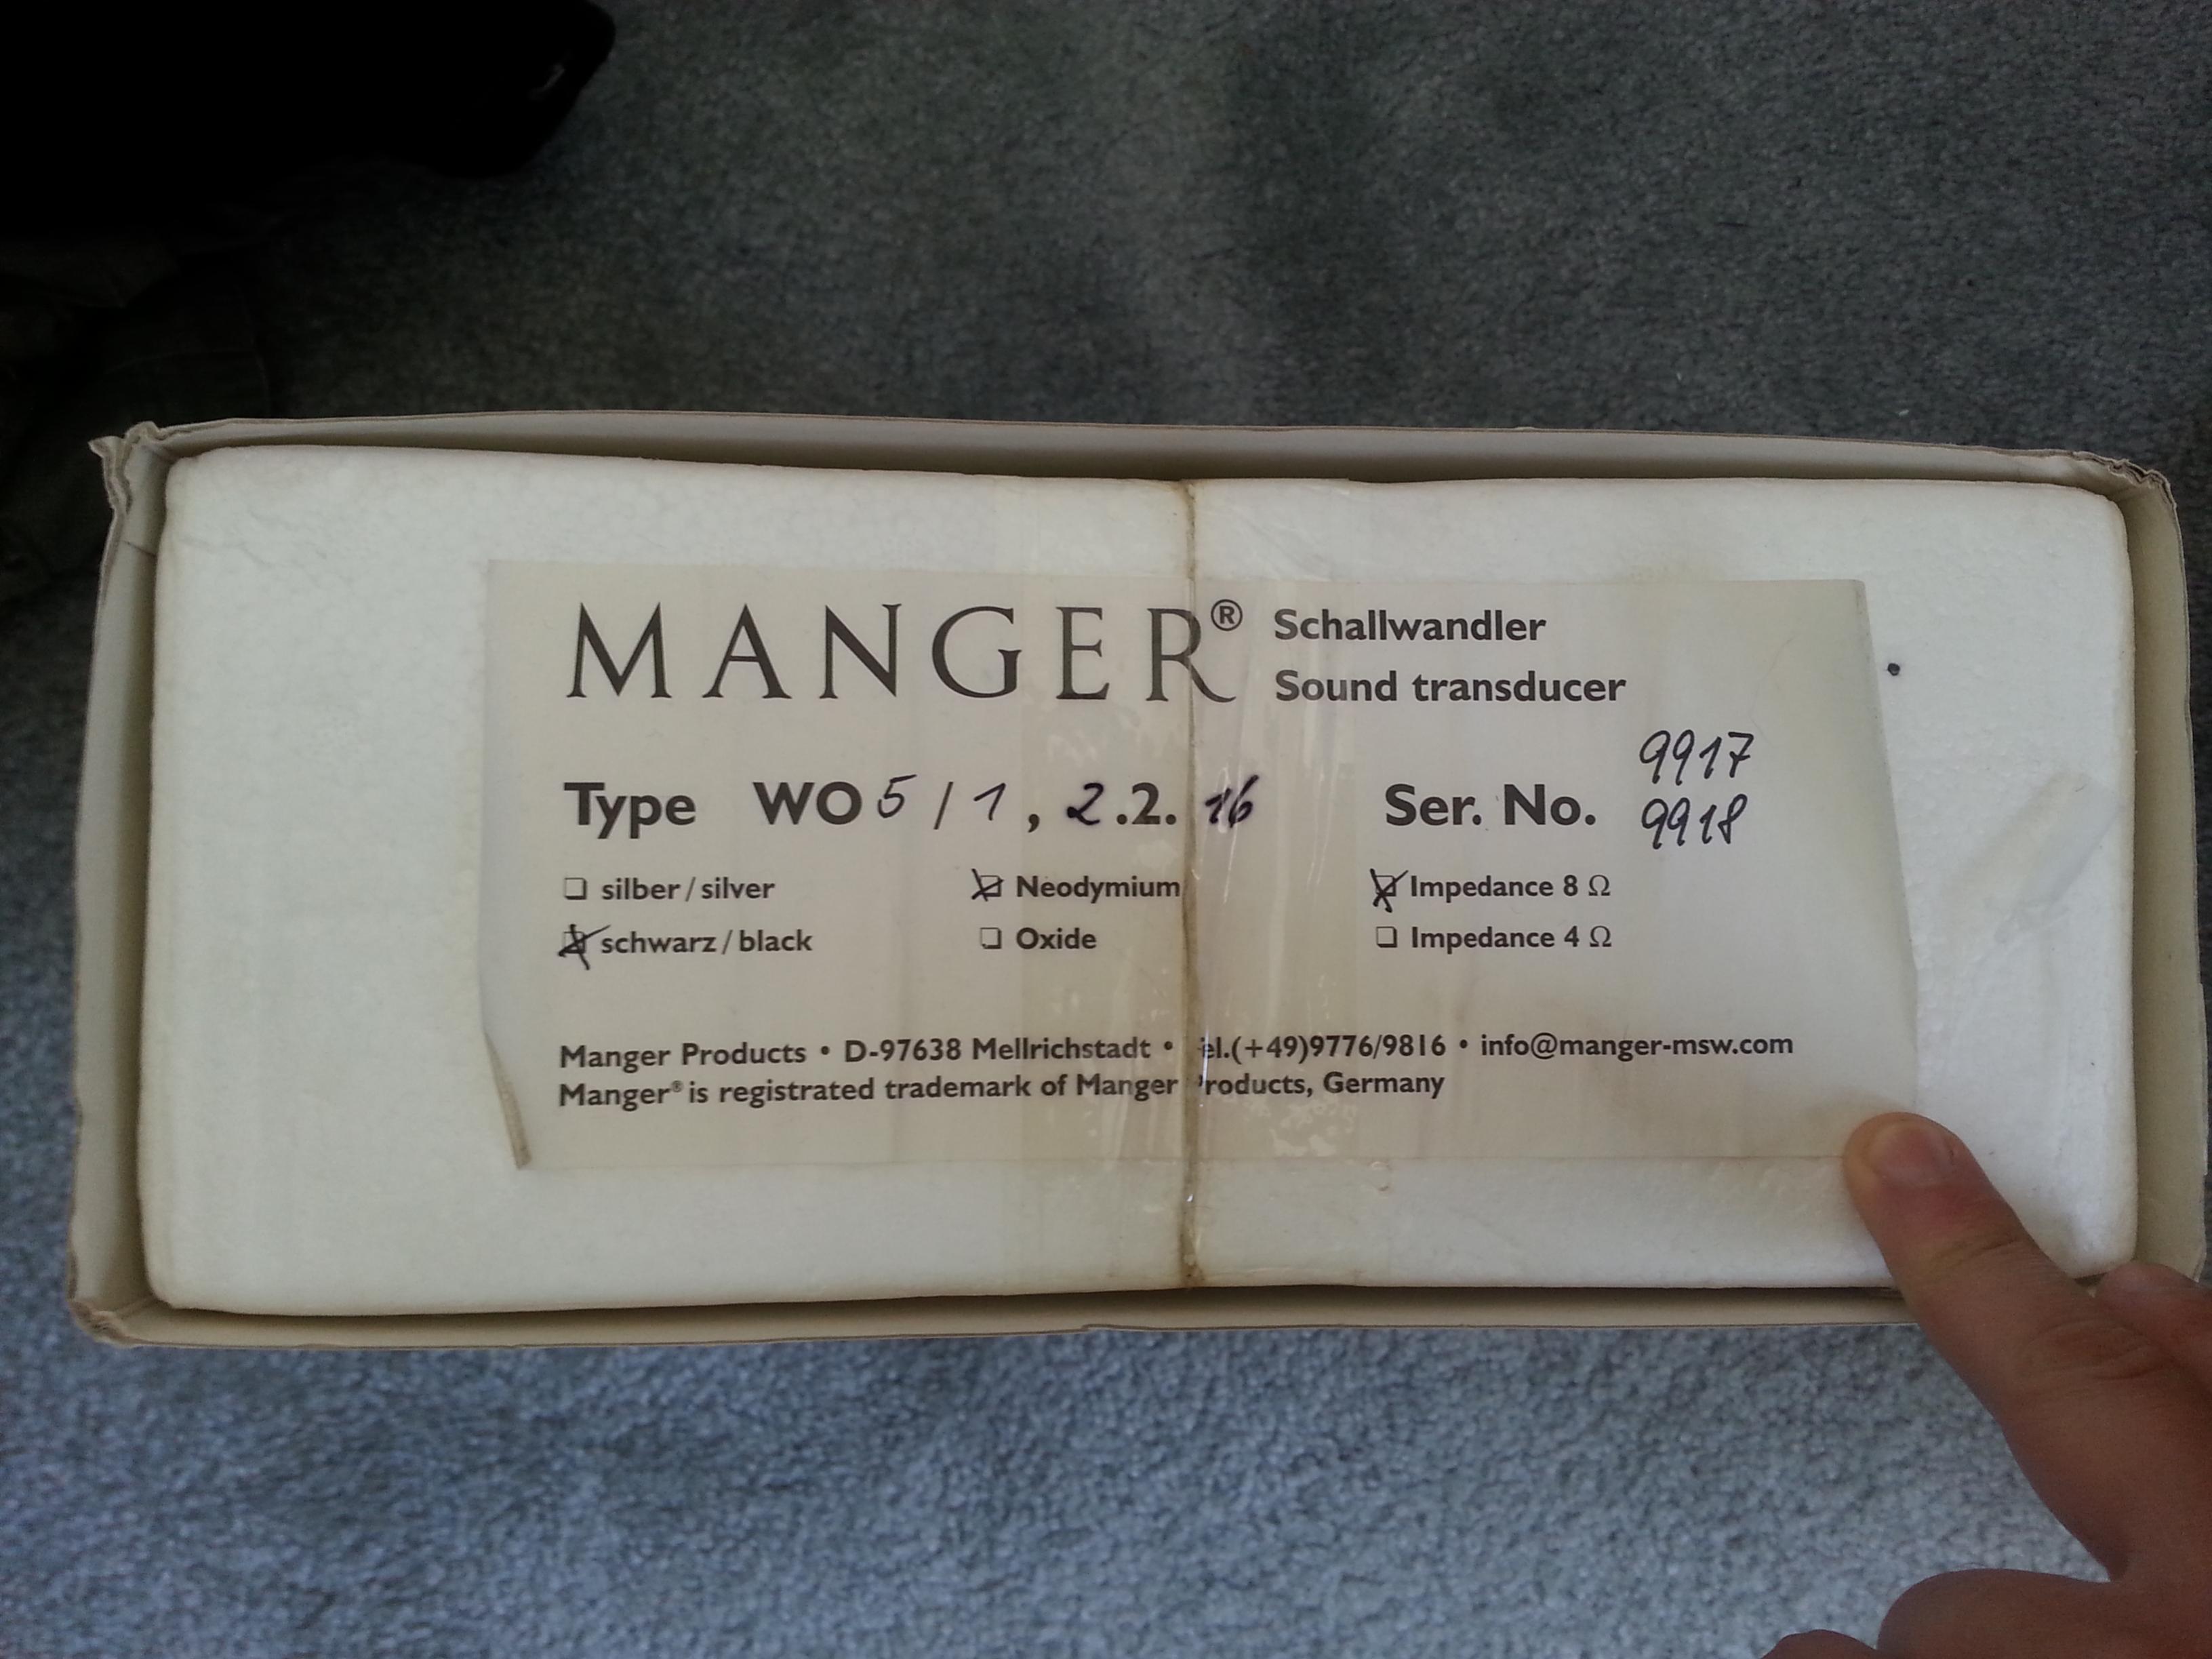 MANGER® Schallwandler
Sound transducer
9917
Type WO 5 / 1 , 2 .2. 16 Ser. No. 9918
❏ silber / silver ☒ Neodymium ☒ Impedance 8 Ω
☒ schwarz / black ❏ Oxide ❏ Impedance 4 Ω
Manger Products • D-97638 Mellrichstadt • el.(+49)9776/9816 • info@manger-msw.com
Manger® is registrated trademark of Manger roducts, Germany